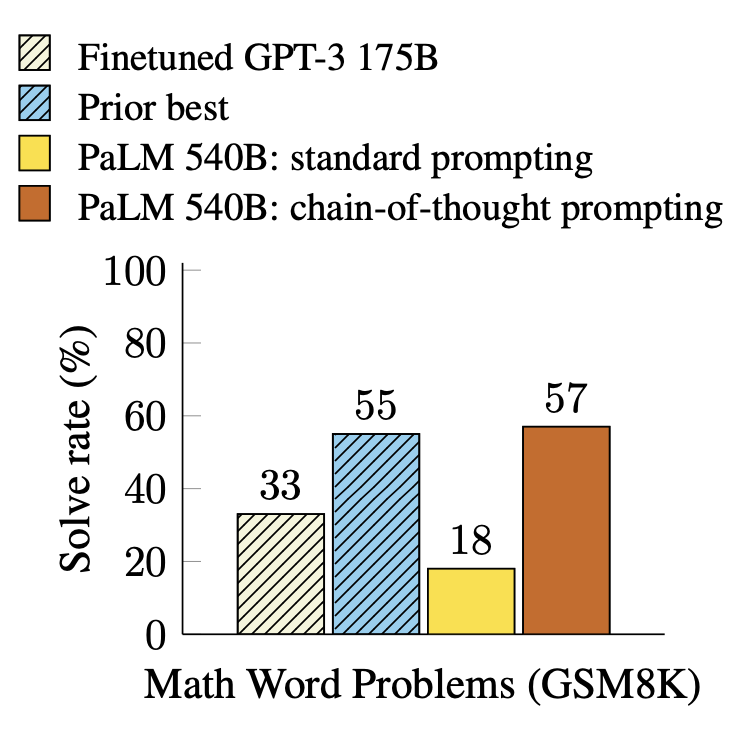 Finetuned GPT-3 175B
Prior best
PaLM 540B: standard prompting
PaLM 540B: chain-of-thought prompting
100
80
60
40
20
0
Solve rate (%)
33
55
18
57
Math Word Problems (GSM8K)